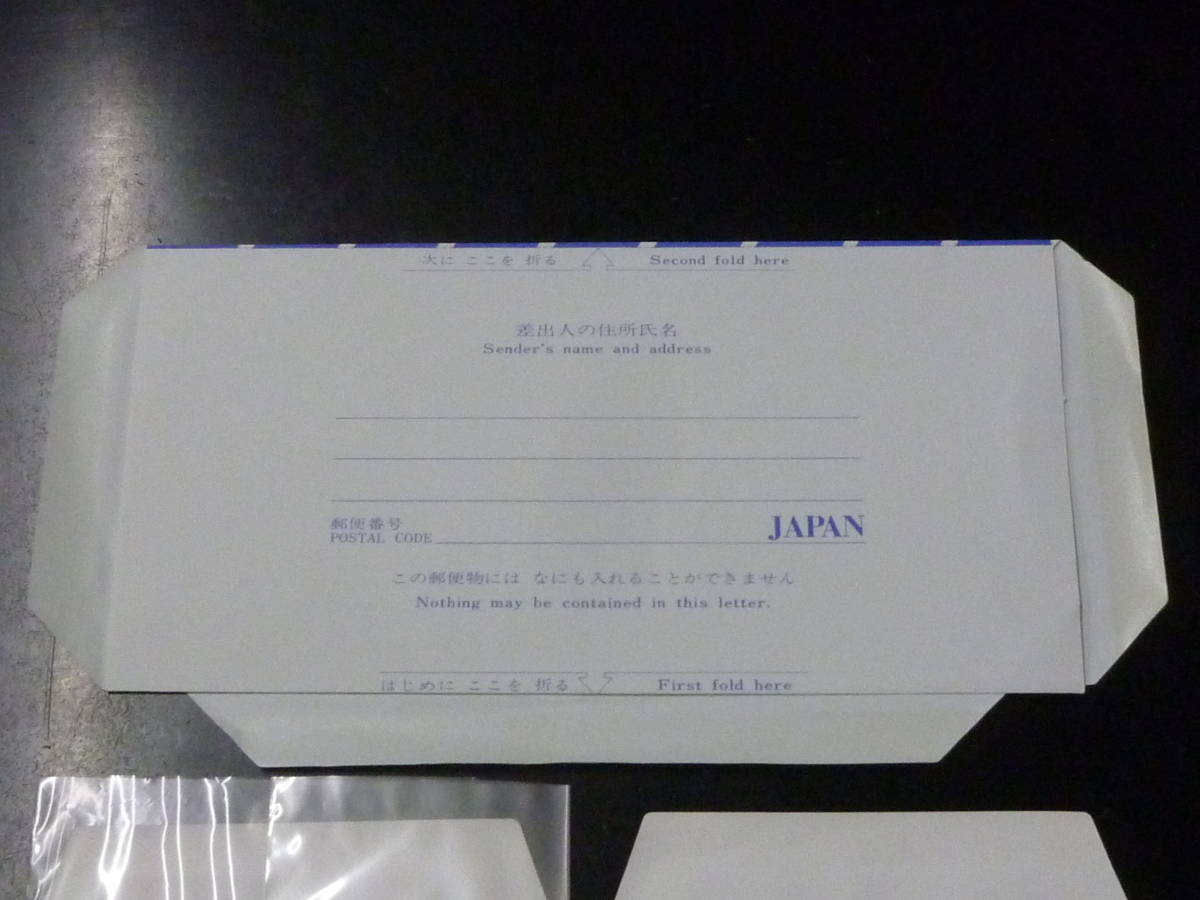 次に ここを 折る Second fold here
差出人の住所氏名
Sender's name and address
郵便番号
POSTAL CODE JAPAN
この郵便物には なにも入れることができません
Nothing may be contained in this letter.
はじめに ここを 折る First fold here